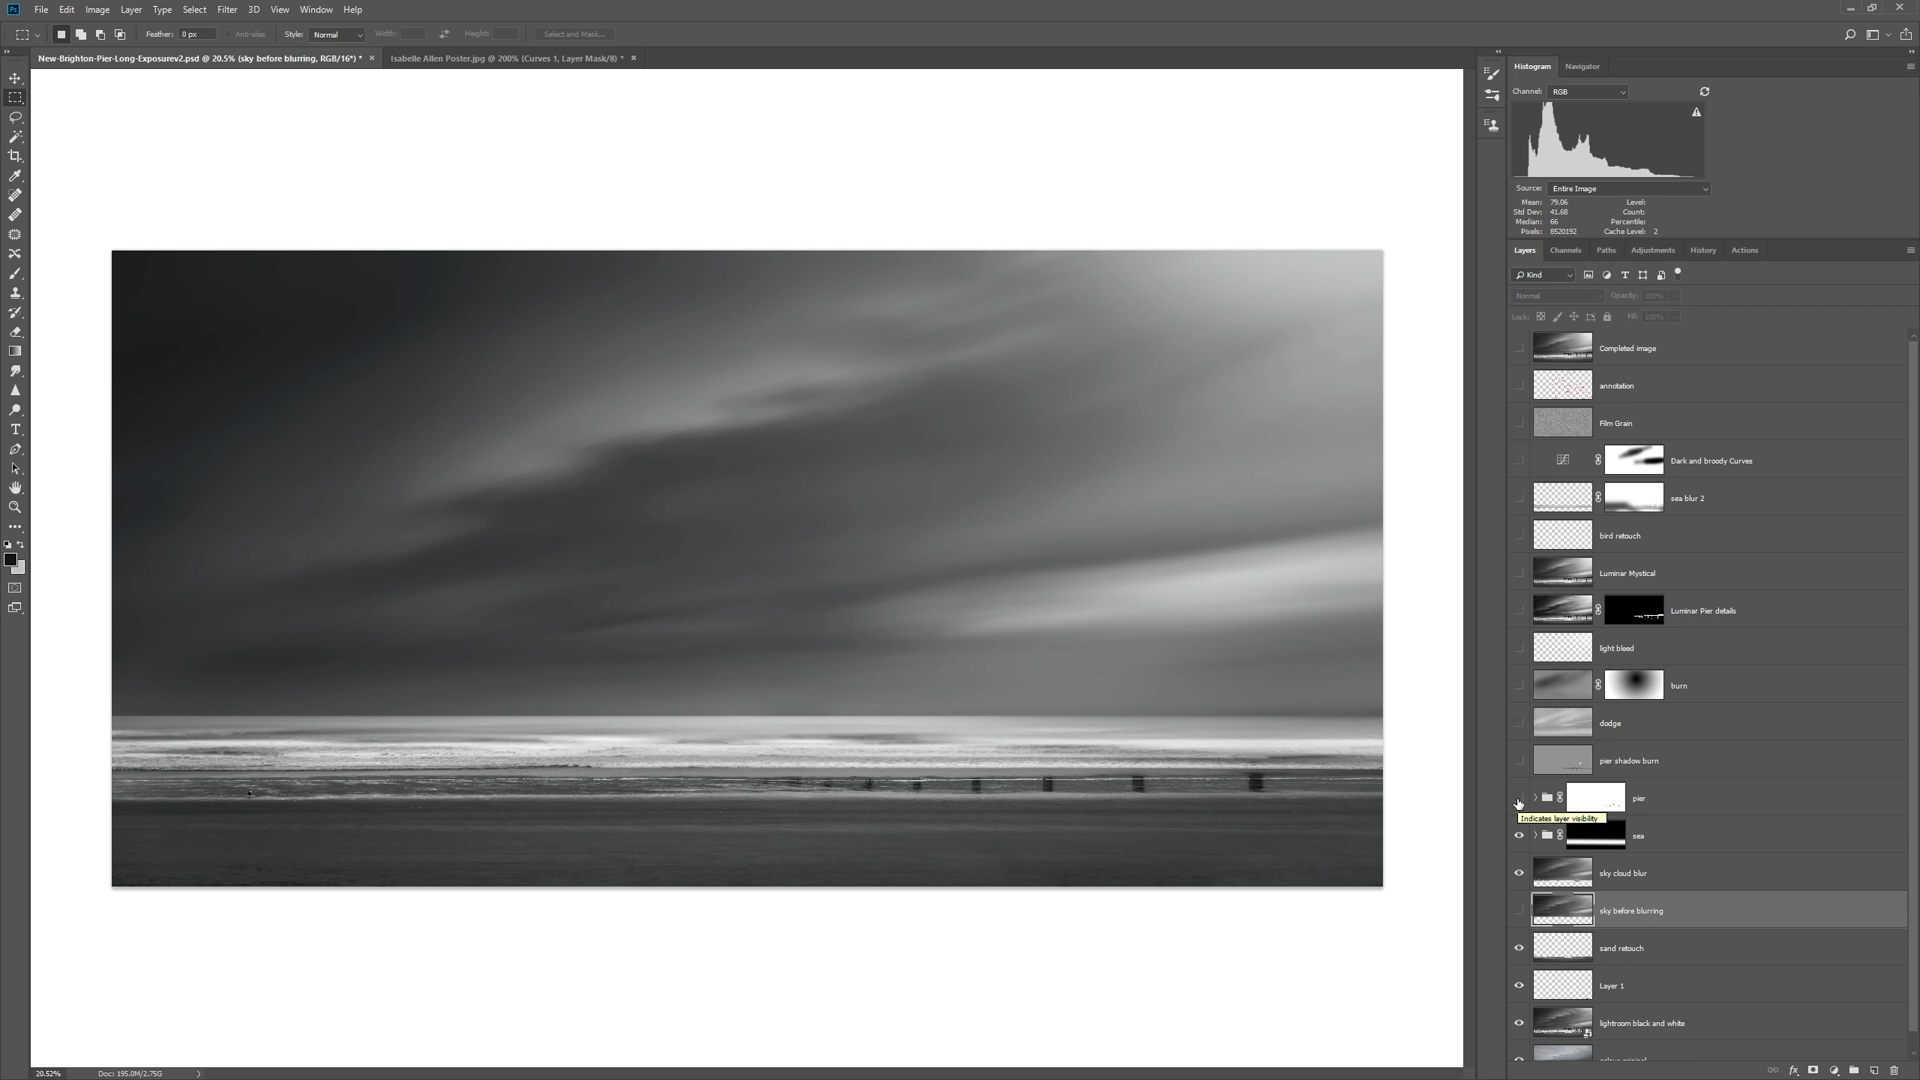 Ps File Edit Image Layer Type Select Filter 3D View Window Help
Feather: 0 px Anti-alias Style: Normal Width: Height: Select and Mask...
New-Brighton-Pier-Long-Exposurev2.psd @ 20.5% (sky before blurring, RGB/16*) * × Isabelle Allen Poster.jpg @ 200% (Curves 1, Layer Mask/8) * ×
Histogram Navigator
Channel: RGB
Source: Entire Image
Mean: 79.06 Level:
Std Dev: 41.68 Count:
Median: 66 Percentile:
Pixels: 8520192 Cache Level: 2
Layers Channels Paths Adjustments History Actions
Kind
Normal Opacity: 100%
Lock: Fill: 100%
Completed image
annotation
Film Grain
Dark and broody Curves
sea blur 2
bird retouch
Luminar Mystical
Luminar Pier details
light bleed
burn
dodge
pier shadow burn
pier
Indicates layer visibility
sea
sky cloud blur
sky before blurring
sand retouch
Layer 1
lightroom black and white
20.52% Doc: 195.0M/2.75G